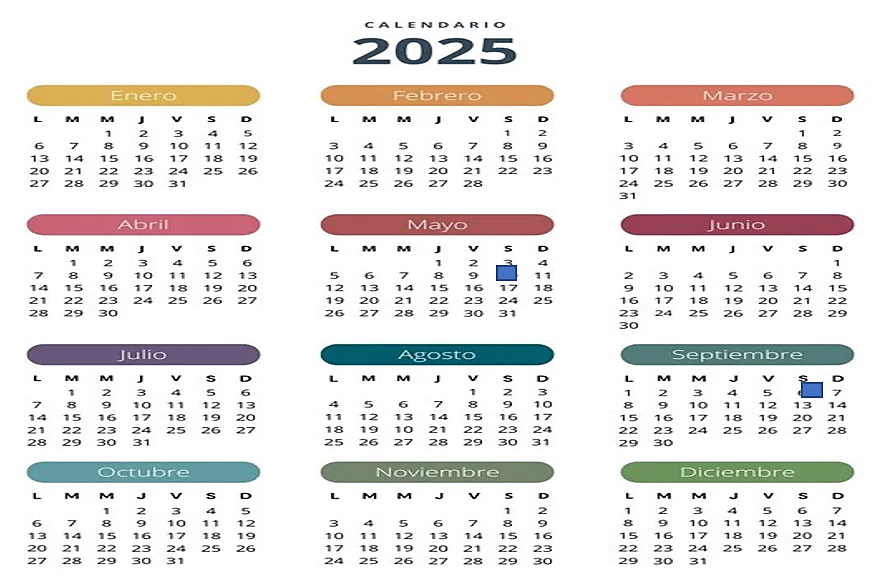 CALENDARIO
2025
Enero
L M M J V S D
1 2 3 4 5
6 7 8 9 10 11 12
13 14 15 16 17 18 19
20 21 22 23 24 25 26
27 28 29 30 31
Febrero
L M M J V S D
1 2
3 4 5 6 7 8 9
10 11 12 13 14 15 16
17 18 19 20 21 22 23
24 25 26 27 28
Marzo
L M M J V S D
1 2
3 4 5 6 7 8 9
10 11 12 13 14 15 16
17 18 19 20 21 22 23
24 25 26 27 28 29 30
31
Abril
L M M J V S D
1 2 3 4 5 6
7 8 9 10 11 12 13
14 15 16 17 18 19 20
21 22 23 24 25 26 27
28 29 30
Mayo
L M M J V S D
1 2 3 4
5 6 7 8 9 11
12 13 14 15 16 17 18
19 20 21 22 23 24 25
26 27 28 29 30 31
Junio
L M M J V S D
1
2 3 4 5 6 7 8
9 10 11 12 13 14 15
16 17 18 19 20 21 22
23 24 25 26 27 28 29
30
Julio
L M M J V S D
1 2 3 4 5 6
7 8 9 10 11 12 13
14 15 16 17 18 19 20
21 22 23 24 25 26 27
28 29 30 31
Agosto
L M M J V S D
1 2 3
4 5 6 7 8 9 10
11 12 13 14 15 16 17
18 19 20 21 22 23 24
25 26 27 28 29 30 31
Septiembre
L M M J V S D
1 2 3 4 5 7
8 9 10 11 12 13 14
15 16 17 18 19 20 21
22 23 24 25 26 27 28
29 30
Octubre
L M M J V S D
1 2 3 4 5
6 7 8 9 10 11 12
13 14 15 16 17 18 19
20 21 22 23 24 25 26
27 28 29 30 31
Noviembre
L M M J V S D
1 2
3 4 5 6 7 8 9
10 11 12 13 14 15 16
17 18 19 20 21 22 23
24 25 26 27 28 29 30
Diciembre
L M M J V S D
1 2 3 4 5 6 7
8 9 10 11 12 13 14
15 16 17 18 19 20 21
22 23 24 25 26 27 28
29 30 31